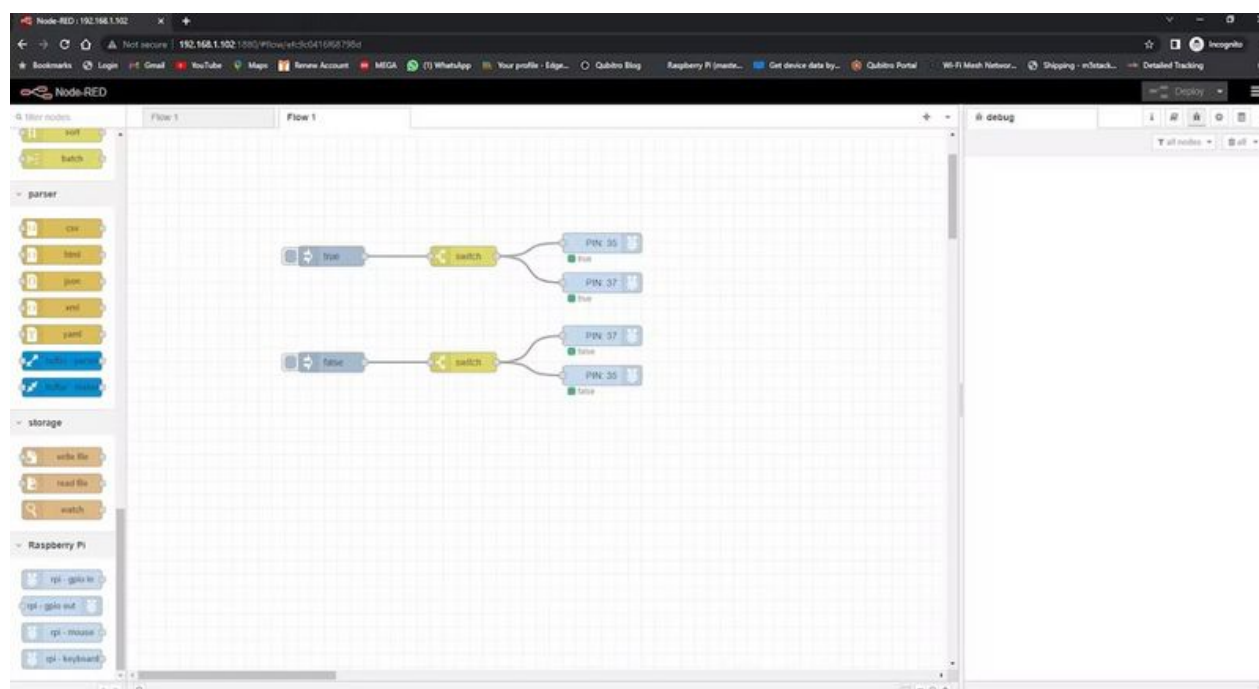 Node-RED : 192.168.1.102
Not secure | 192.168.1.102:1880/#flow/efc9c0416f68798d
Incognito
Bookmarks Login Gmail YouTube Maps Renew Account MEGA (1) WhatsApp Your profile - Edge... Qubitro Blog Raspberry Pi (maste... Get device data by... Qubitro Portal Wi-Fi Mesh Networ... Shipping - m5stack... Detailed Tracking
Node-RED
Deploy
filter nodes
Flow 1
Flow 1
debug
all nodes
all
sort
batch
parser
csv
html
json
xml
yaml
storage
write file
read file
watch
Raspberry Pi
rpi - gpio in
rpi - gpio out
rpi - mouse
rpi - keyboard
true
switch
PIN: 35
true
PIN: 37
true
false
switch
PIN: 37
false
PIN: 35
false